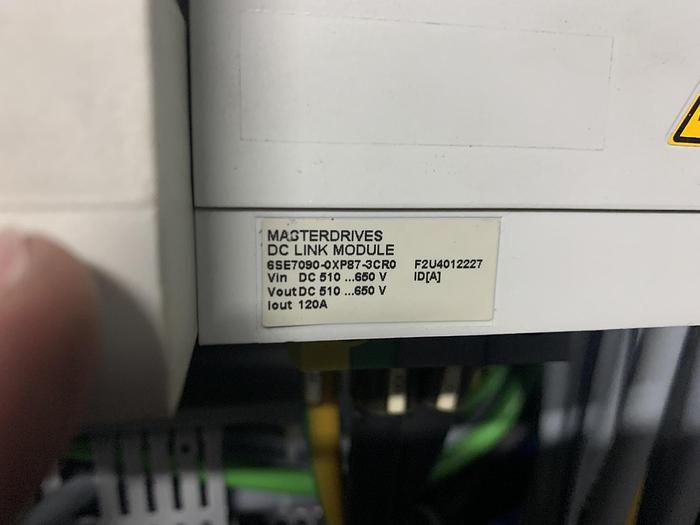 MASTERDRIVES
DC LINK MODULE
6SE7090-0XP87-3CR0 F2U4012227
Vin DC 510 ...650 V ID[A]
Vout DC 510 ...650 V
Iout 120A